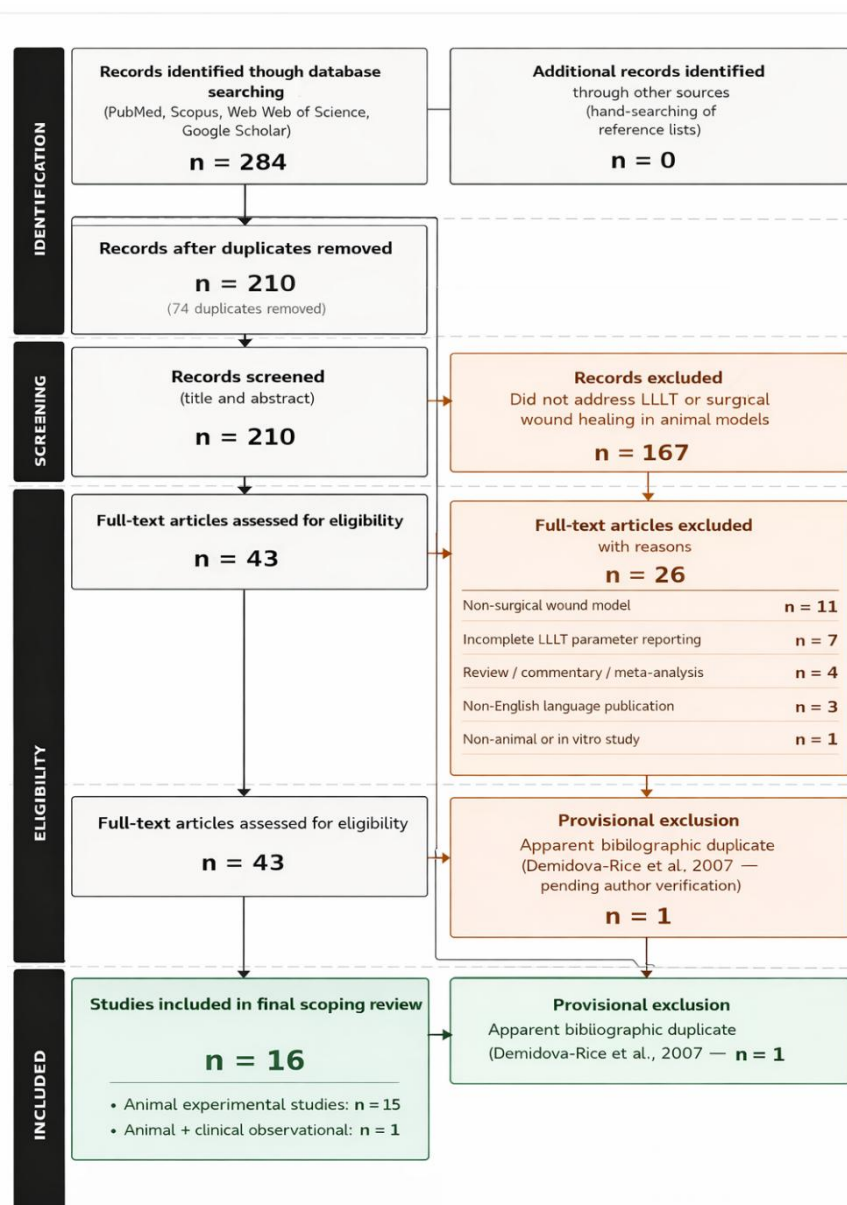 IDENTIFICATION
Records identified though database
searching
(PubMed, Scopus, Web Web of Science,
Google Scholar)
n = 284
Additional records identified
through other sources
(hand-searching of
reference lists)
n = 0
Records after duplicates removed
n = 210
(74 duplicates removed)
SCREENING
Records screened
(title and abstract)
n = 210
Records excluded
Did not address LLLT or surgical
wound healing in animal models
n = 167
ELIGIBILITY
Full-text articles assessed for eligibility
n = 43
Full-text articles excluded
with reasons
n = 26
Non-surgical wound model n = 11
Incomplete LLLT parameter reporting n = 7
Review / commentary / meta-analysis n = 4
Non-English language publication n = 3
Non-animal or in vitro study n = 1
Full-text articles assessed for eligibility
n = 43
Provisional exclusion
Apparent bibilographic duplicate
(Demidova-Rice et al., 2007 —
pending author verification)
n = 1
INCLUDED
Studies included in final scoping review
n = 16
• Animal experimental studies: n = 15
• Animal + clinical observational: n = 1
Provisional exclusion
Apparent bibliographic duplicate
(Demidova-Rice et al., 2007 — n = 1